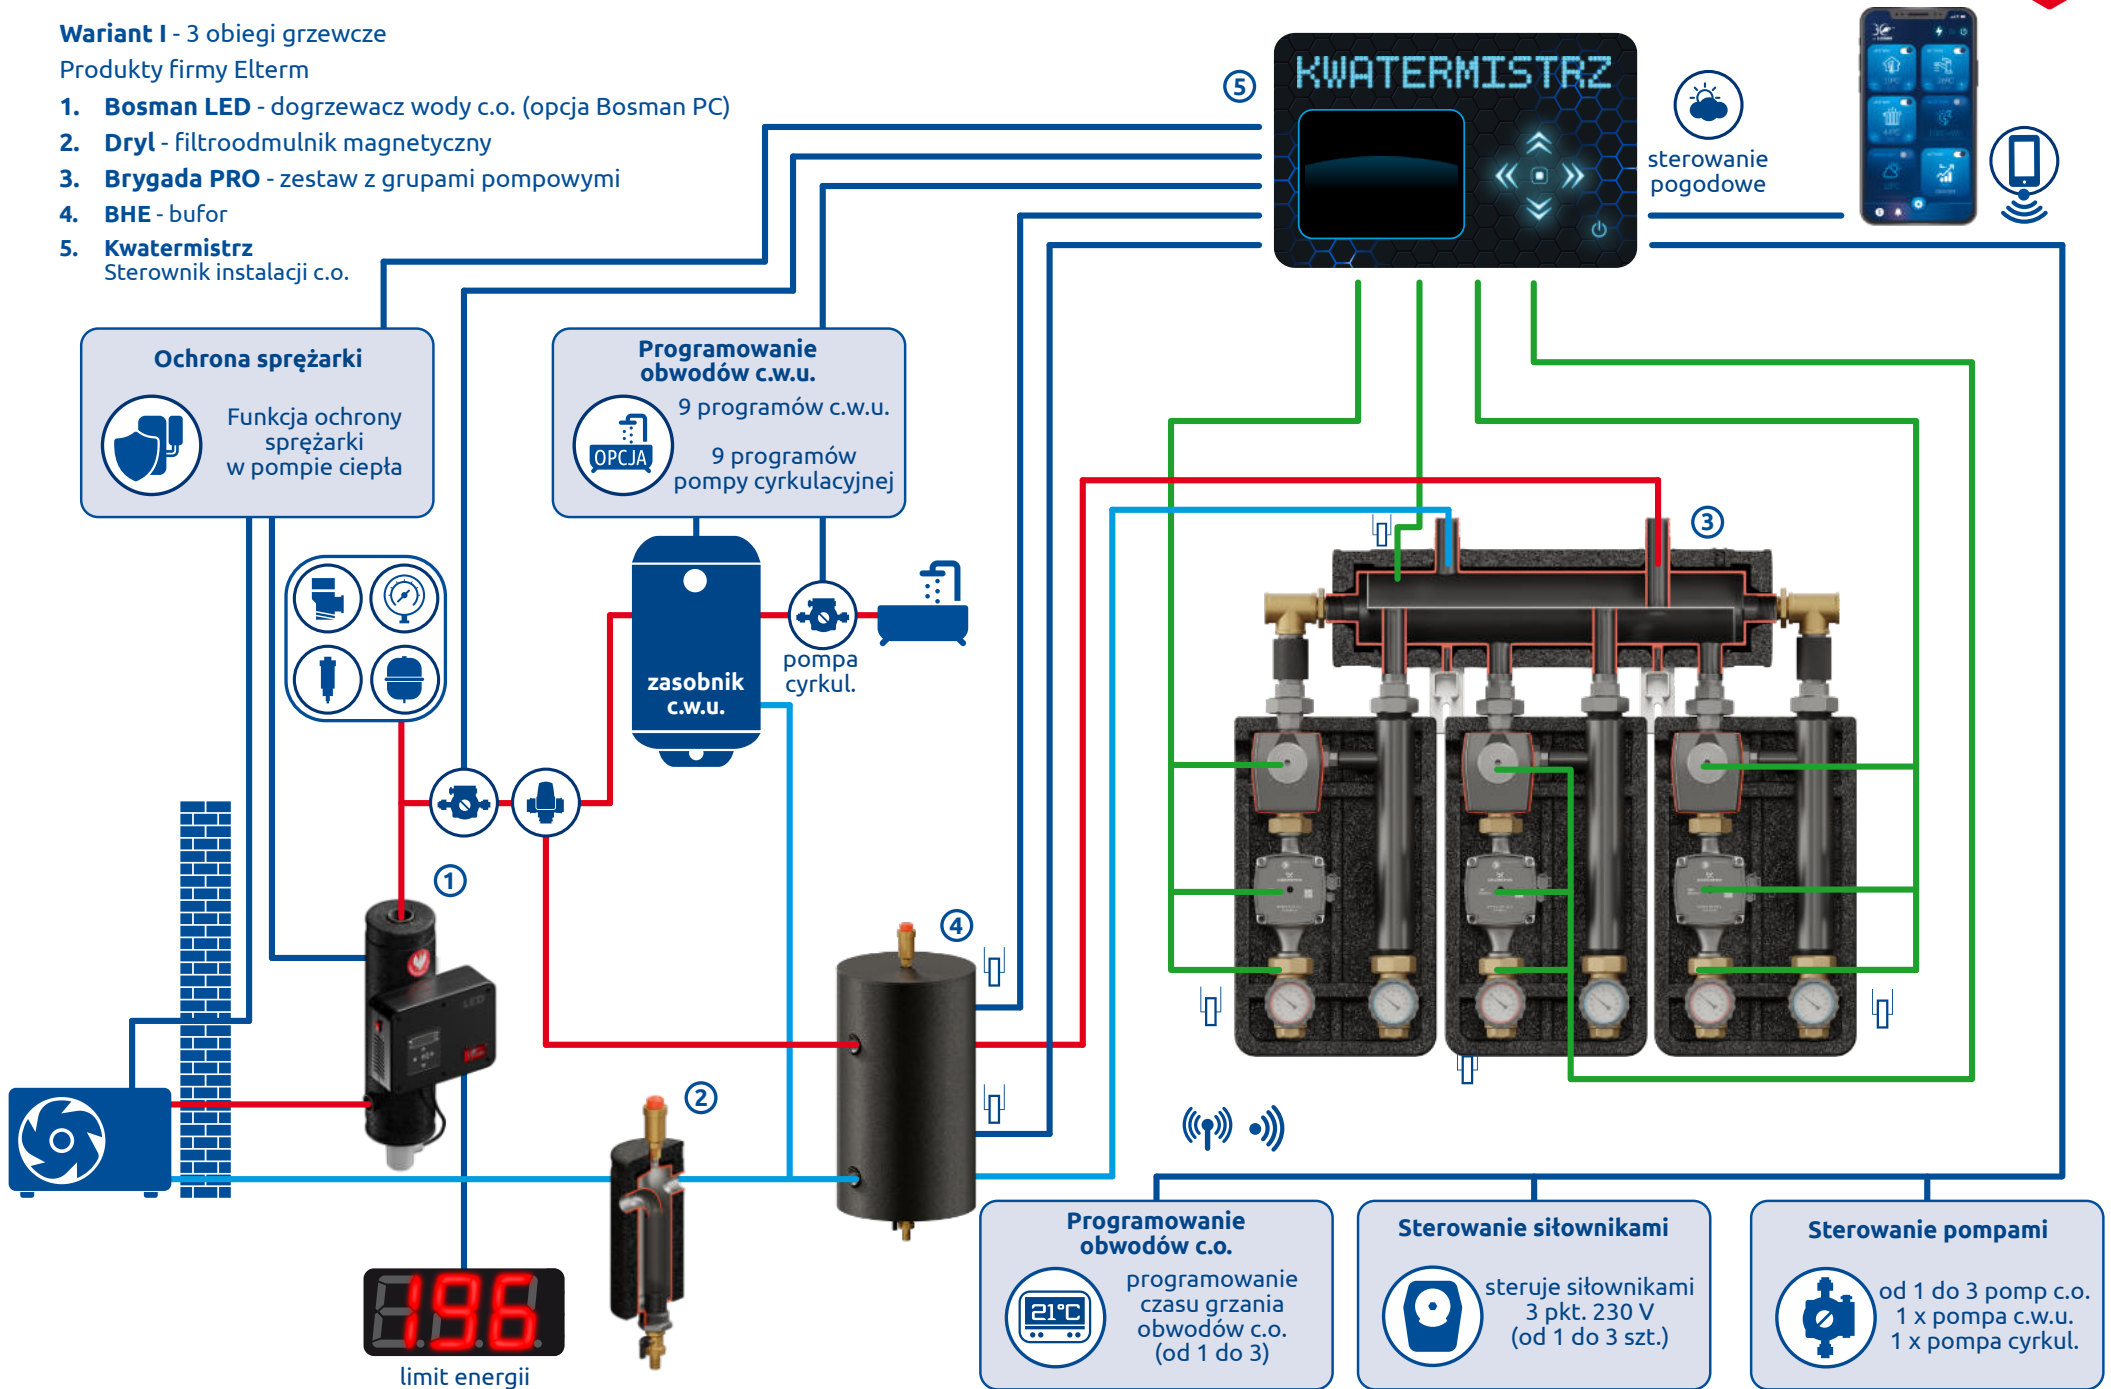 Wariant I - 3 obiegi grzewcze
Produkty firmy Elterm
1. Bosman LED - dogrzewacz wody c.o. (opcja Bosman PC)
2. Dryl - filtroodmulnik magnetyczny
3. Brygada PRO - zestaw z grupami pompowymi
4. BHE - bufor
5. Kwatermistrz
Sterownik instalacji c.o.
5
KWATERMISTRZ
sterowanie
pogodowe
Ochrona sprężarki
Funkcja ochrony
sprężarki
w pompie ciepła
Programowanie
obwodów c.w.u.
OPCJA
9 programów c.w.u.
9 programów
pompy cyrkulacyjnej
3
zasobnik
c.w.u.
pompa
cyrkul.
1
4
LED
2
196
limit energii
Programowanie
obwodów c.o.
21°C
programowanie
czasu grzania
obwodów c.o.
(od 1 do 3)
Sterowanie siłownikami
steruje siłownikami
3 pkt. 230 V
(od 1 do 3 szt.)
Sterowanie pompami
od 1 do 3 pomp c.o.
1 x pompa c.w.u.
1 x pompa cyrkul.